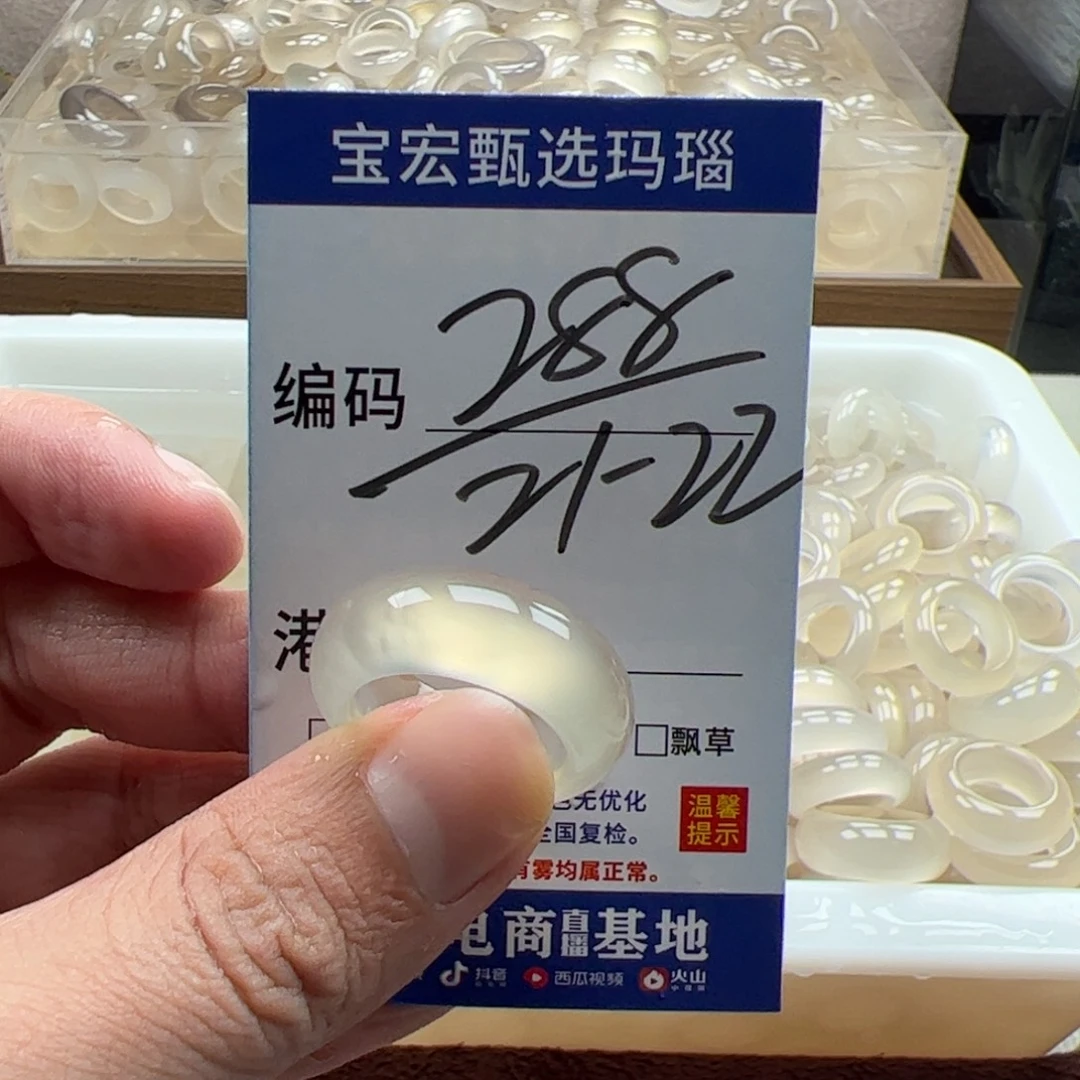 宝宏甄选玛瑙
288
编码
21-22
港
飘草
无优化
温馨
全国复检。
提示
有雾均属正常。
电商直播基地
抖音 西瓜视频 火山